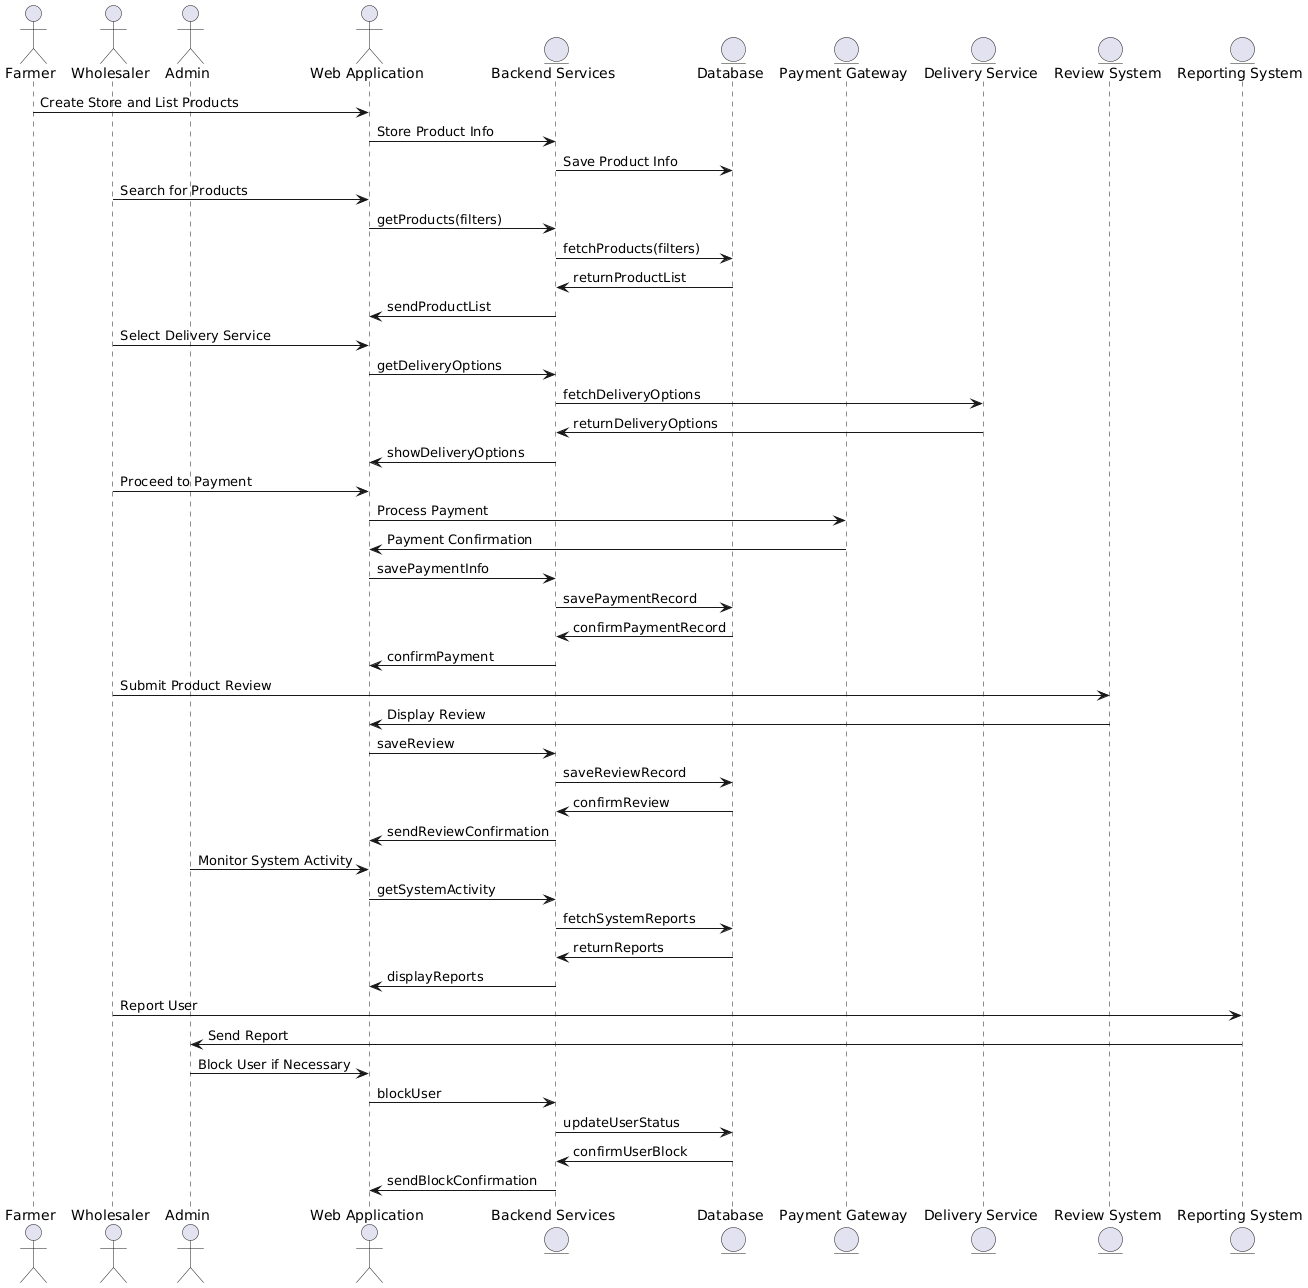 Farmer Wholesaler Admin Web Application Backend Services Database Payment Gateway Delivery Service Review System Reporting System
Create Store and List Products
Store Product Info
Save Product Info
Search for Products
getProducts(filters)
fetchProducts(filters)
returnProductList
sendProductList
Select Delivery Service
getDeliveryOptions
fetchDeliveryOptions
returnDeliveryOptions
showDeliveryOptions
Proceed to Payment
Process Payment
Payment Confirmation
savePaymentInfo
savePaymentRecord
confirmPaymentRecord
confirmPayment
Submit Product Review
Display Review
saveReview
saveReviewRecord
confirmReview
sendReviewConfirmation
Monitor System Activity
getSystemActivity
fetchSystemReports
returnReports
displayReports
Report User
Send Report
Block User if Necessary
blockUser
updateUserStatus
confirmUserBlock
sendBlockConfirmation
Farmer Wholesaler Admin Web Application Backend Services Database Payment Gateway Delivery Service Review System Reporting System